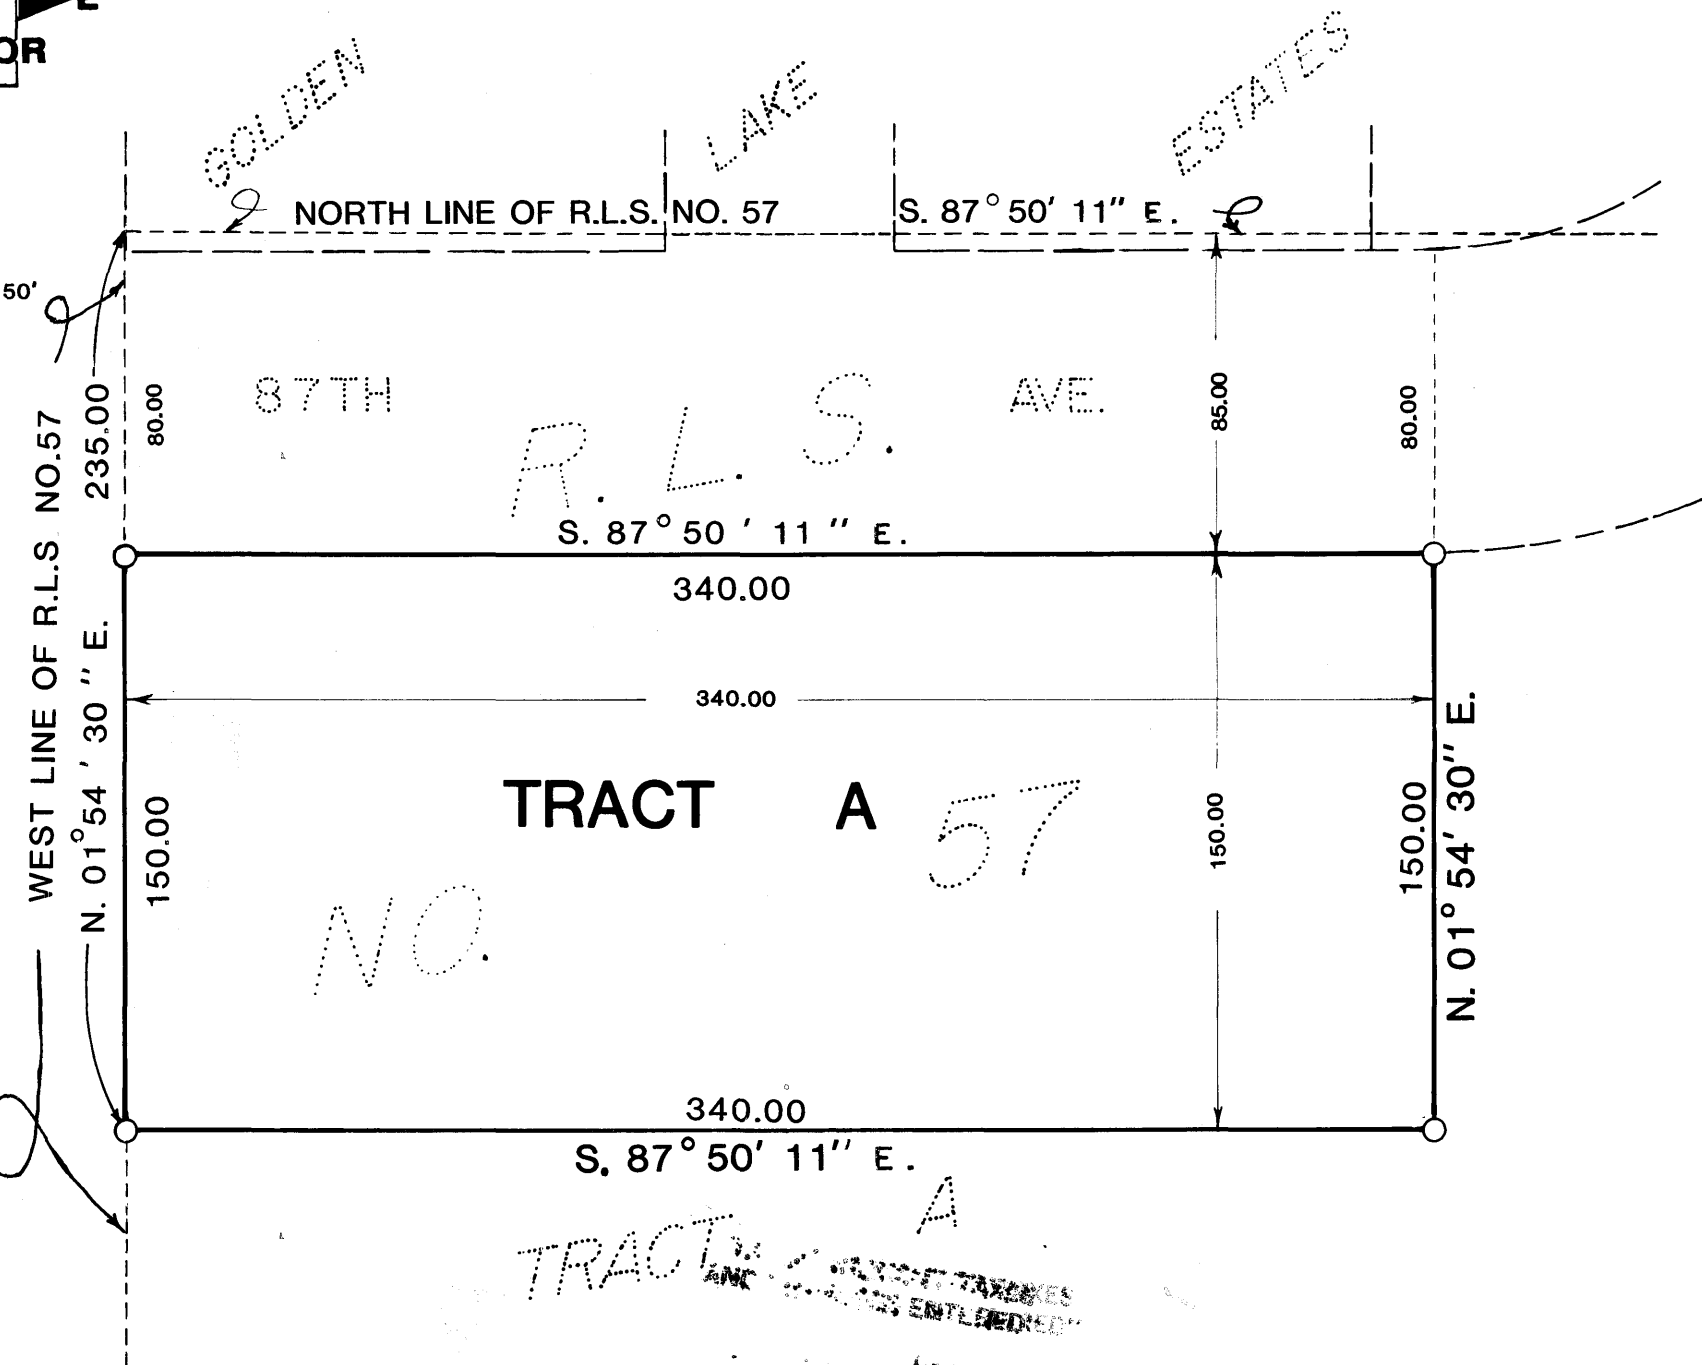 OR
GOLDEN LAKE ESTATES
NORTH LINE OF R.L.S. NO. 57 S. 87° 50' 11" E.
50'
WEST LINE OF R.L.S NO.57
235.00
80.00
87TH AVE.
85.00
80.00
R. L. S.
S. 87° 50 ' 11 " E.
340.00
N. 01° 54 ' 30 " E.
340.00
TRACT A
150.00
NO. 57
150.00
150.00
N. 01° 54' 30" E.
340.00
S. 87° 50' 11" E.
TRACT A